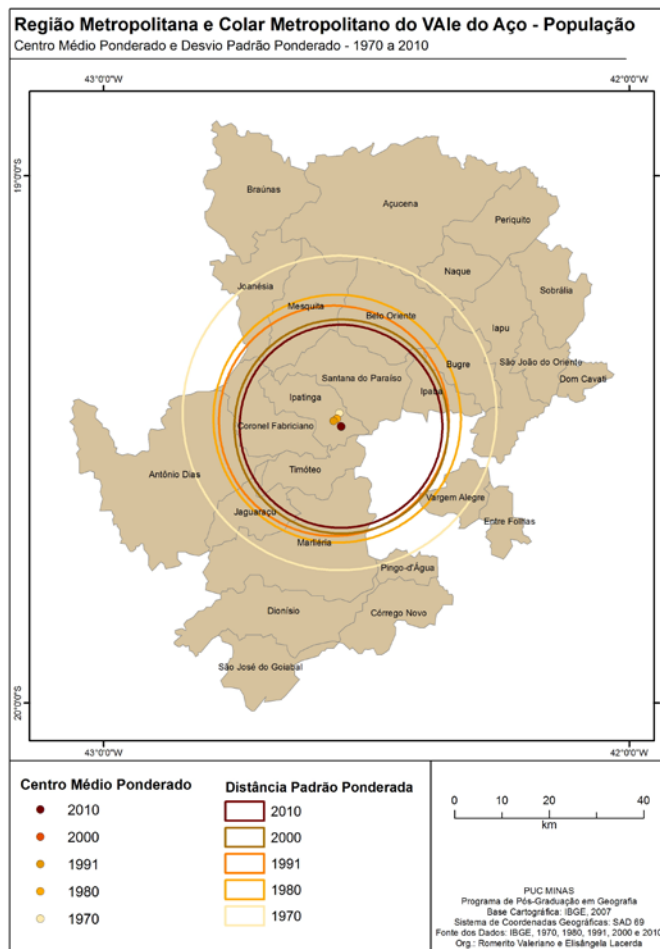 Região Metropolitana e Colar Metropolitano do VAle do Aço - População
Centro Médio Ponderado e Desvio Padrão Ponderado - 1970 a 2010
43°0'0"W 42°0'0"W
19°0'0"S
Braúnas
Açucena
Periquito
Naque
Joanésia
Sobrália
Mesquita
Belo Oriente
Iapu
Bugre
São João do Oriente
Santana do Paraíso
Dom Cavati
Ipaba
Ipatinga
Coronel Fabriciano
Timóteo
Antônio Dias
Vargem Alegre
Jaguaraçu
Entre Folhas
Marliéria
Pingo-d'Água
Dionísio
Córrego Novo
São José do Goiabal
20°0'0"S
43°0'0"W 42°0'0"W
Centro Médio Ponderado
2010
2000
1991
1980
1970
Distância Padrão Ponderada
2010
2000
1991
1980
1970
0 10 20 40
km
PUC MINAS
Programa de Pós-Graduação em Geografia
Base Cartográfica: IBGE, 2007
Sistema de Coordenadas Geográficas: SAD 69
Fonte dos Dados: IBGE, 1970, 1980, 1991, 2000 e 2010
Org.: Romerito Valeriano e Elisângela Lacerda